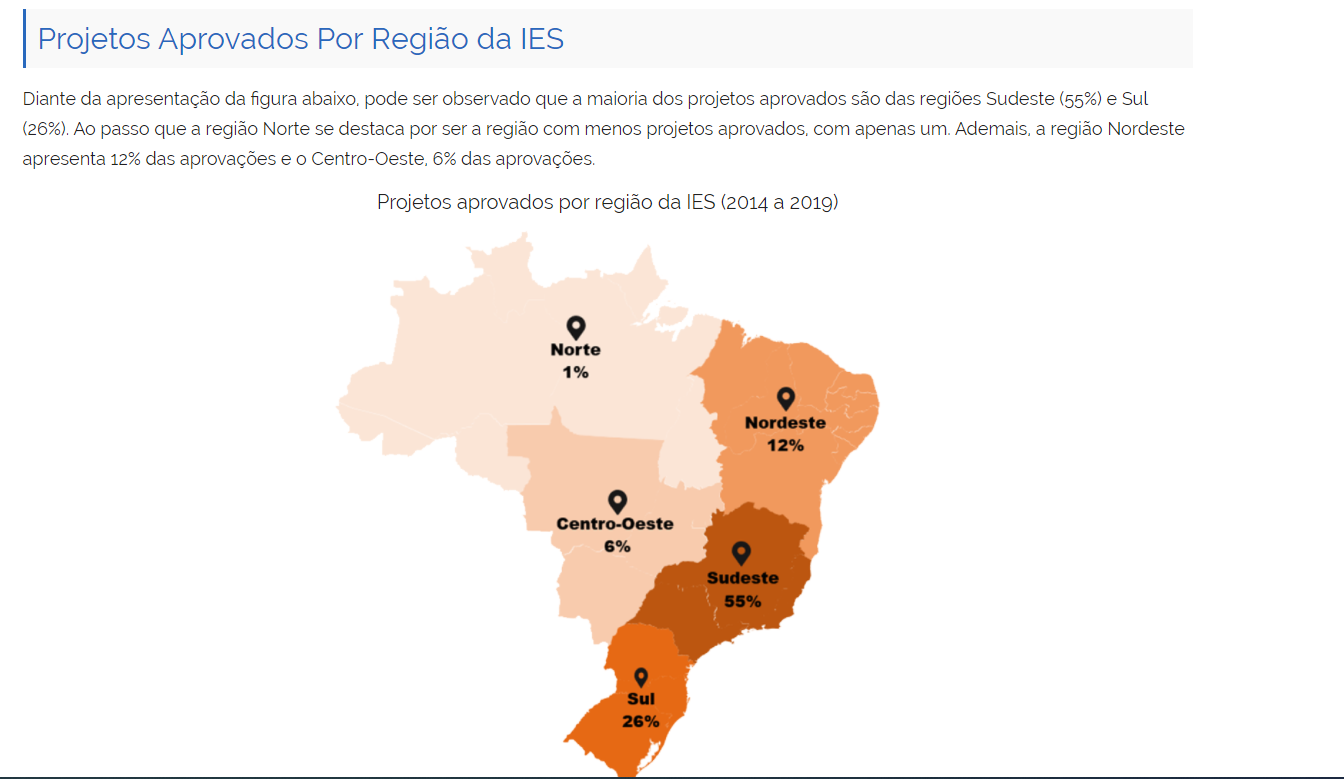 Projetos Aprovados Por Região da IES
Diante da apresentação da figura abaixo, pode ser observado que a maioria dos projetos aprovados são das regiões Sudeste (55%) e Sul
(26%). Ao passo que a região Norte se destaca por ser a região com menos projetos aprovados, com apenas um. Ademais, a região Nordeste
apresenta 12% das aprovações e o Centro-Oeste, 6% das aprovações.
Projetos aprovados por região da IES (2014 a 2019)
Norte
1%
Nordeste
12%
Centro-Oeste
6%
Sudeste
55%
Sul
26%